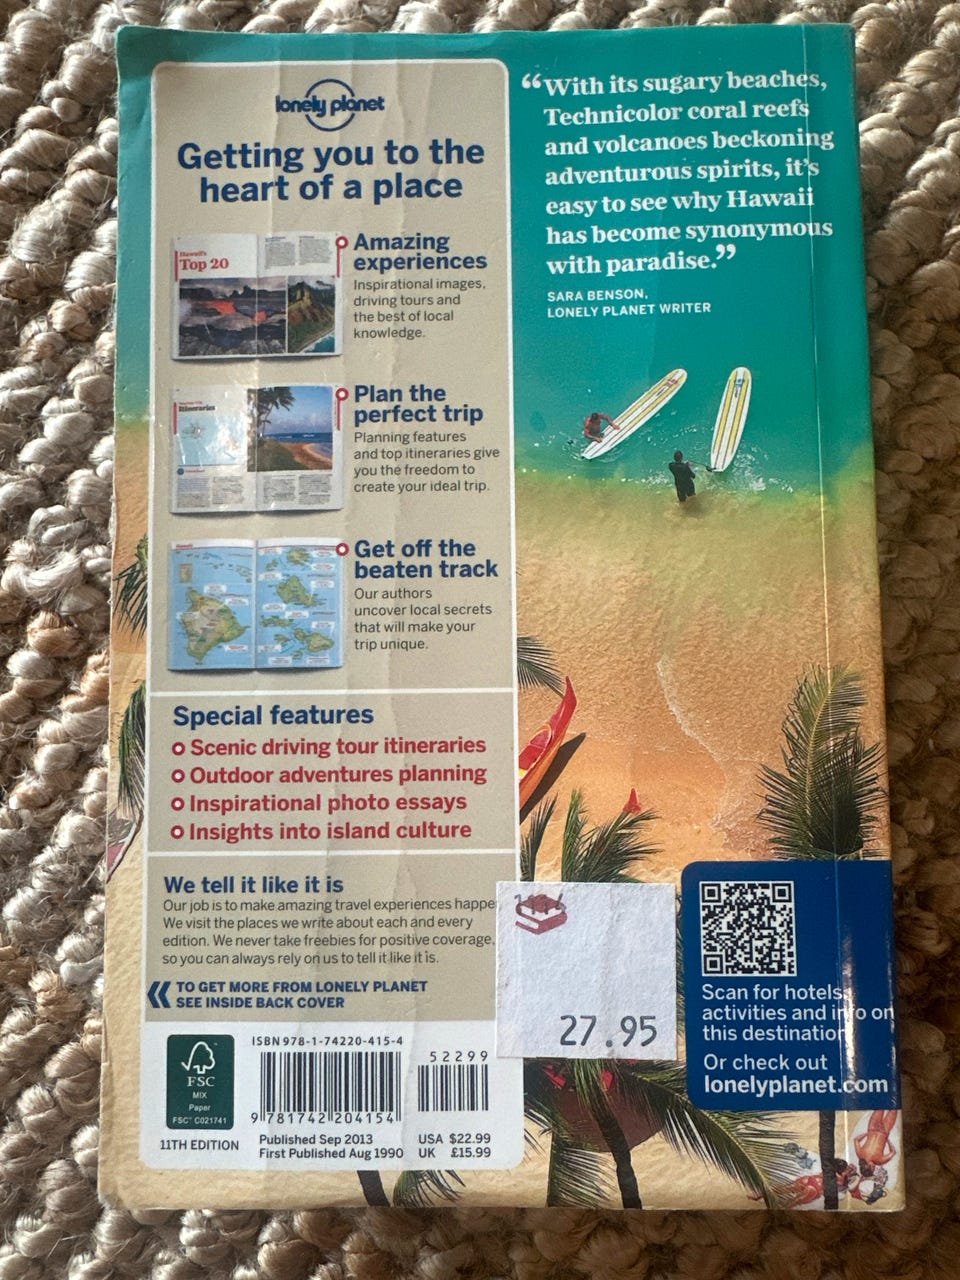 lonely planet
Getting you to the
heart of a place
Hawaii's
Top 20
Amazing
experiences
Inspirational images,
driving tours and
the best of local
knowledge.
Itineraries
Plan the
perfect trip
Planning features
and top itineraries give
you the freedom to
create your ideal trip.
Get off the
beaten track
Our authors
uncover local secrets
that will make your
trip unique.
Special features
Scenic driving tour itineraries
Outdoor adventures planning
Inspirational photo essays
Insights into island culture
We tell it like it is
Our job is to make amazing travel experiences happe
We visit the places we write about each and every
edition. We never take freebies for positive coverage,
so you can always rely on us to tell it like it is.
TO GET MORE FROM LONELY PLANET
SEE INSIDE BACK COVER
FSC
MIX
Paper
FSC™ C021741
11TH EDITION
ISBN 978-1-74220-415-4
52299
9 781742 204154
Published Sep 2013
First Published Aug 1990
USA $22.99
UK £15.99
“With its sugary beaches,
Technicolor coral reefs
and volcanoes beckoning
adventurous spirits, it’s
easy to see why Hawaii
has become synonymous
with paradise.”
SARA BENSON,
LONELY PLANET WRITER
27.95
Scan for hotels,
activities and info on
this destination
Or check out
lonelyplanet.com